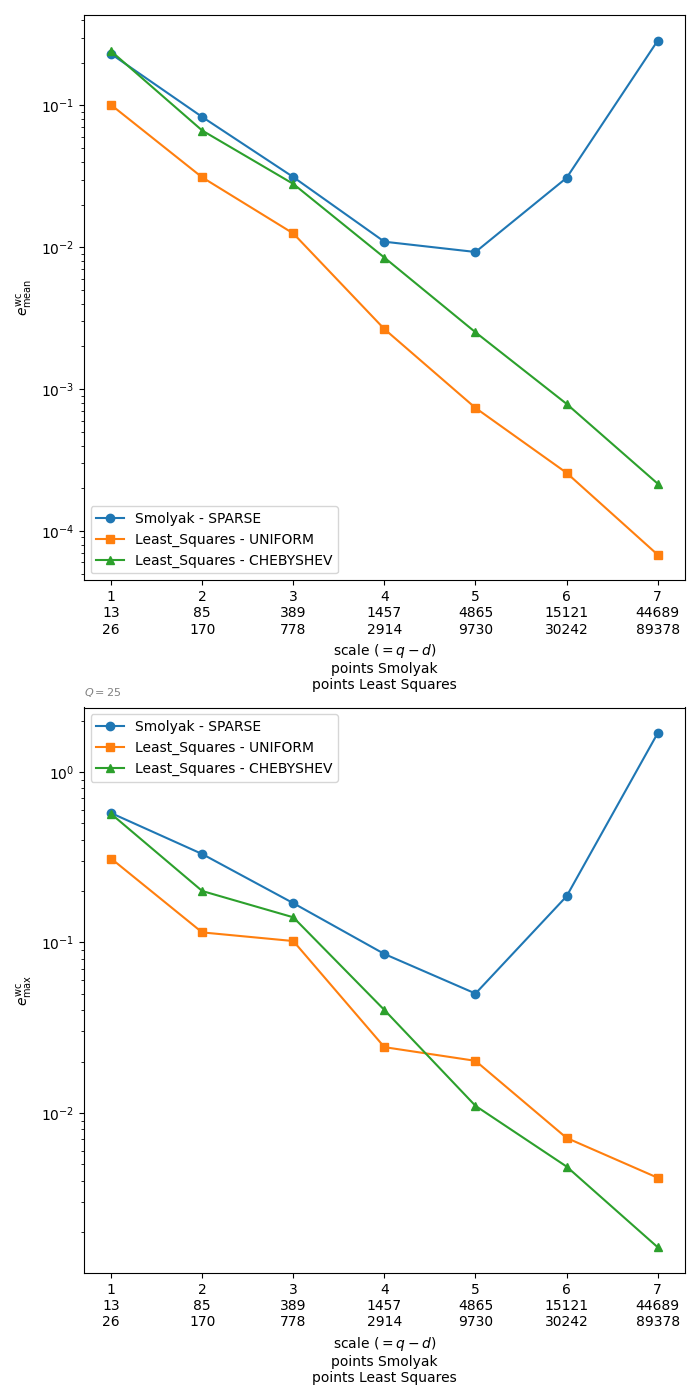 10⁻¹
10⁻²
10⁻³
10⁻⁴
e^wc_mean
Smolyak - SPARSE
Least_Squares - UNIFORM
Least_Squares - CHEBYSHEV
1 2 3 4 5 6 7
13 85 389 1457 4865 15121 44689
26 170 778 2914 9730 30242 89378
scale (= q − d)
points Smolyak
points Least Squares
Q = 25
Smolyak - SPARSE
Least_Squares - UNIFORM
Least_Squares - CHEBYSHEV
10⁰
10⁻¹
10⁻²
e^wc_max
1 2 3 4 5 6 7
13 85 389 1457 4865 15121 44689
26 170 778 2914 9730 30242 89378
scale (= q − d)
points Smolyak
points Least Squares